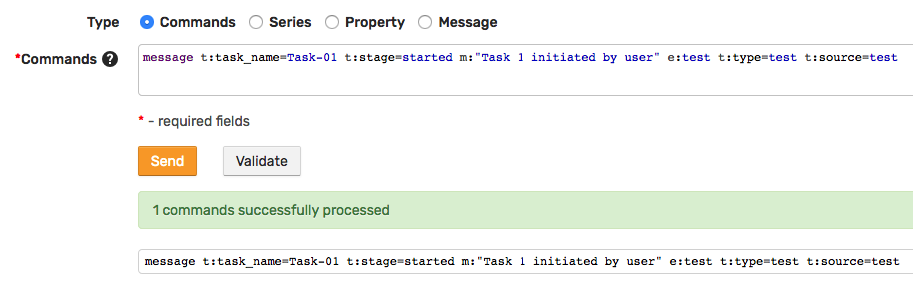 Type Commands Series Property Message
*Commands ?
message t:task_name=Task-01 t:stage=started m:"Task 1 initiated by user" e:test t:type=test t:source=test
* - required fields
Send Validate
1 commands successfully processed
message t:task_name=Task-01 t:stage=started m:"Task 1 initiated by user" e:test t:type=test t:source=test